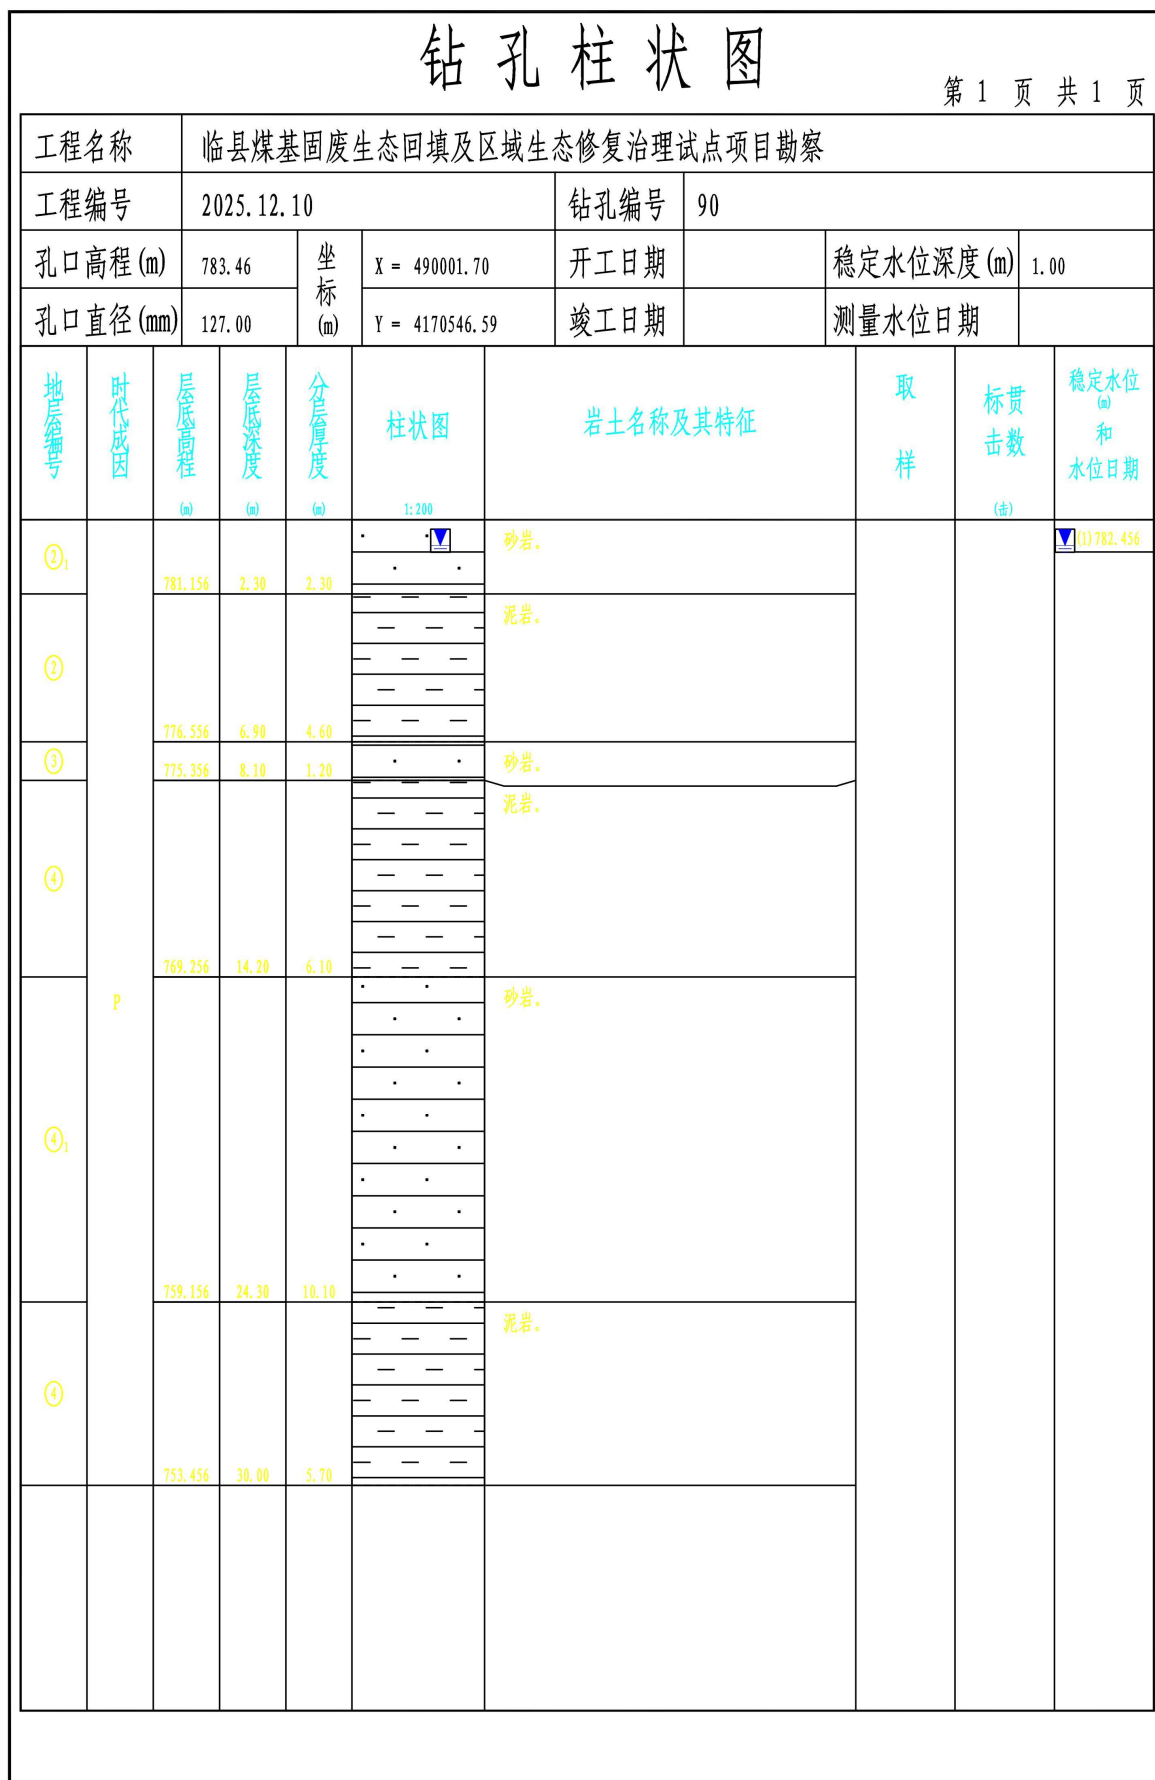 钻孔柱状图
第 1 页 共 1 页
工程名称 临县煤基固废生态回填及区域生态修复治理试点项目勘察
工程编号 2025.12.10 钻孔编号 90
孔口高程(m) 783.46 坐标(m) X = 490001.70 开工日期 稳定水位深度(m) 1.00
孔口直径(mm) 127.00 Y = 4170546.59 竣工日期 测量水位日期
地层编号 时代成因 层底高程(m) 层底深度(m) 分层厚度(m) 柱状图 1:200 岩土名称及其特征 取样 标贯击数(击) 稳定水位(m)和水位日期
②1 781.156 2.30 2.30 砂岩。 (1)782.456
② 776.556 6.90 4.60 泥岩。
③ 775.356 8.10 1.20 砂岩。
④ 769.256 14.20 6.10 泥岩。
P
④1 759.156 24.30 10.10 砂岩。
④ 753.456 30.00 5.70 泥岩。